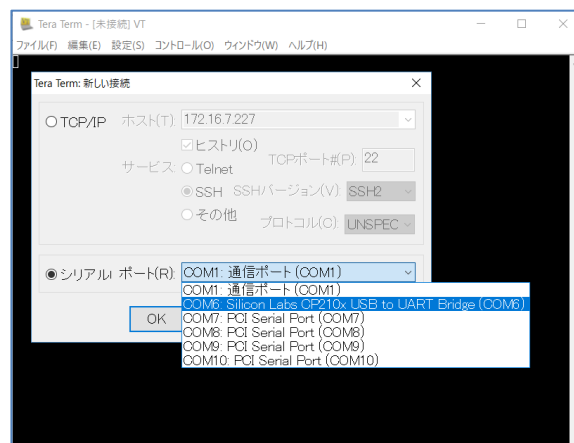 Tera Term - [未接続] VT
ファイル(F) 編集(E) 設定(S) コントロール(O) ウィンドウ(W) ヘルプ(H)
Tera Term: 新しい接続
TCP/IP ホスト(T): 172.16.7.227
ヒストリ(O)
サービス: Telnet TCPポート#(P): 22
SSH SSHバージョン(V): SSH2
その他 プロトコル(C): UNSPEC
シリアル ポート(R): COM1: 通信ポート (COM1)
COM1: 通信ポート (COM1)
COM6: Silicon Labs CP210x USB to UART Bridge (COM6)
COM7: PCI Serial Port (COM7)
COM8: PCI Serial Port (COM8)
COM9: PCI Serial Port (COM9)
COM10: PCI Serial Port (COM10)
OK